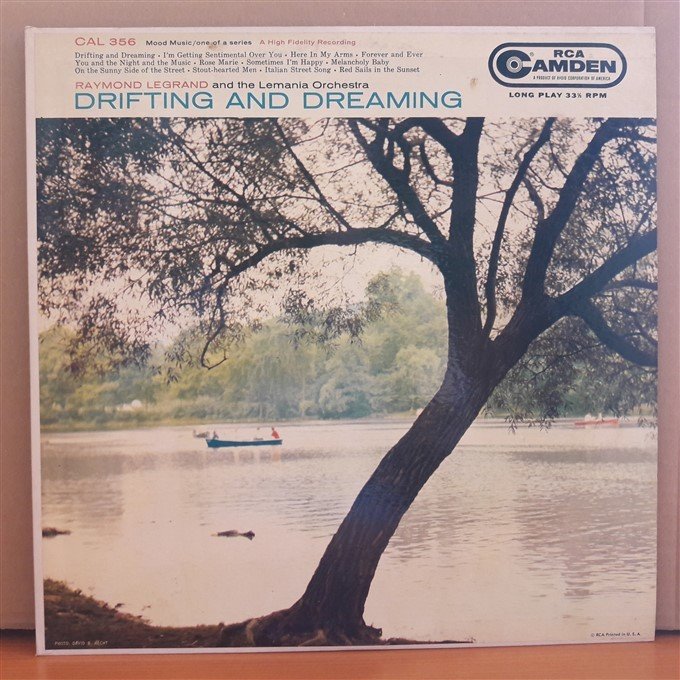 CAL 356 Mood Music/one of a series A High Fidelity Recording
Drifting and Dreaming · I'm Getting Sentimental Over You · Here In My Arms · Forever and Ever
You and the Night and the Music · Rose Marie · Sometimes I'm Happy · Melancholy Baby
On the Sunny Side of the Street · Stout-hearted Men · Italian Street Song · Red Sails in the Sunset
RAYMOND LEGRAND and the Lemania Orchestra
DRIFTING AND DREAMING
RCA
CAMDEN
A PRODUCT OF RADIO CORPORATION OF AMERICA
LONG PLAY 33⅓ RPM
PHOTO: DAVID B. HECHT
© RCA Printed in U. S. A.